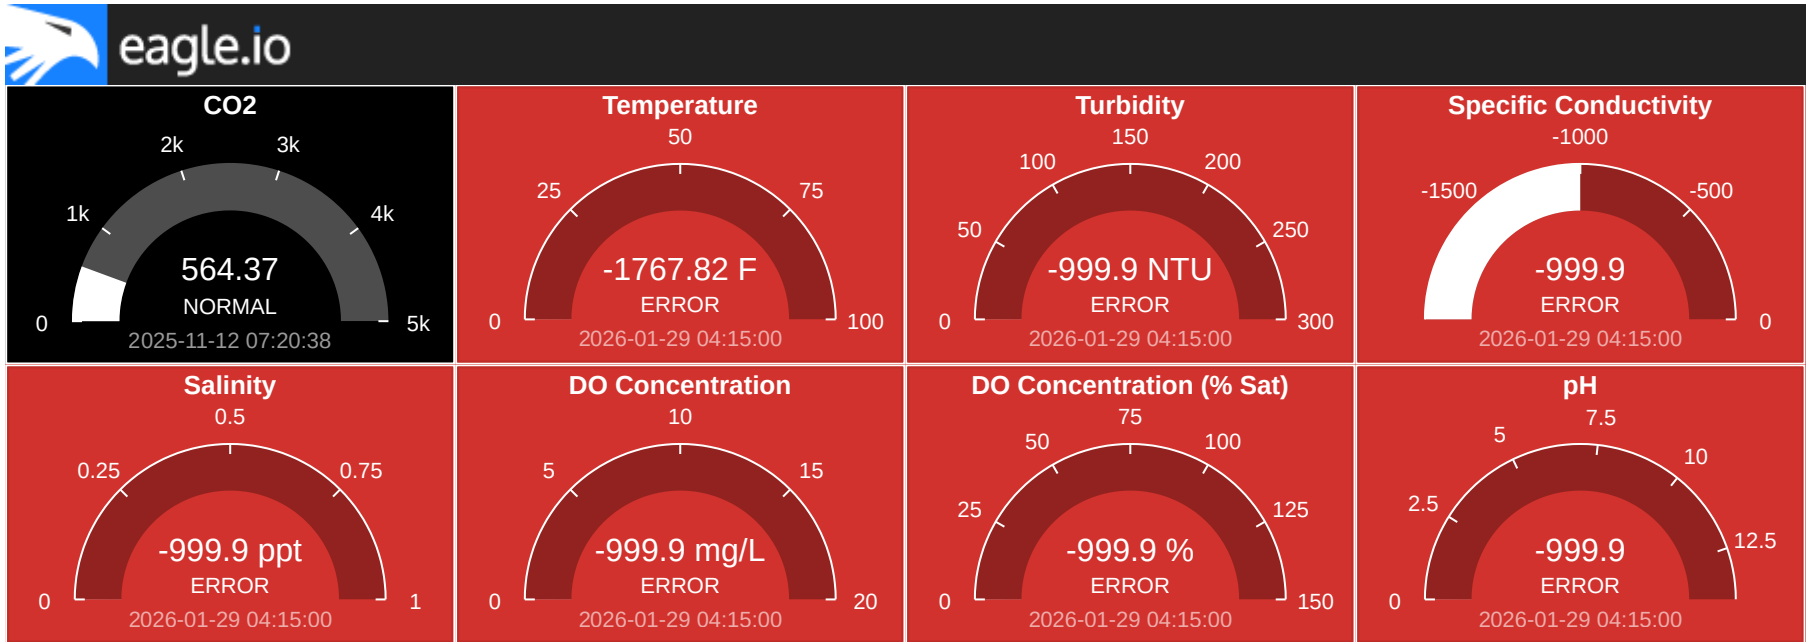 eagle.io
CO2
2k
3k
1k
4k
564.37
NORMAL
0
5k
2025-11-12 07:20:38
Temperature
50
25
75
-1767.82 F
ERROR
0
100
2026-01-29 04:15:00
Turbidity
150
100
200
50
250
-999.9 NTU
ERROR
0
300
2026-01-29 04:15:00
Specific Conductivity
-1000
-1500
-500
-999.9
ERROR
0
2026-01-29 04:15:00
Salinity
0.5
0.25
0.75
-999.9 ppt
ERROR
0
1
2026-01-29 04:15:00
DO Concentration
10
5
15
-999.9 mg/L
ERROR
0
20
2026-01-29 04:15:00
DO Concentration (% Sat)
75
50
100
25
125
-999.9 %
ERROR
0
150
2026-01-29 04:15:00
pH
7.5
5
10
2.5
12.5
-999.9
ERROR
0
2026-01-29 04:15:00